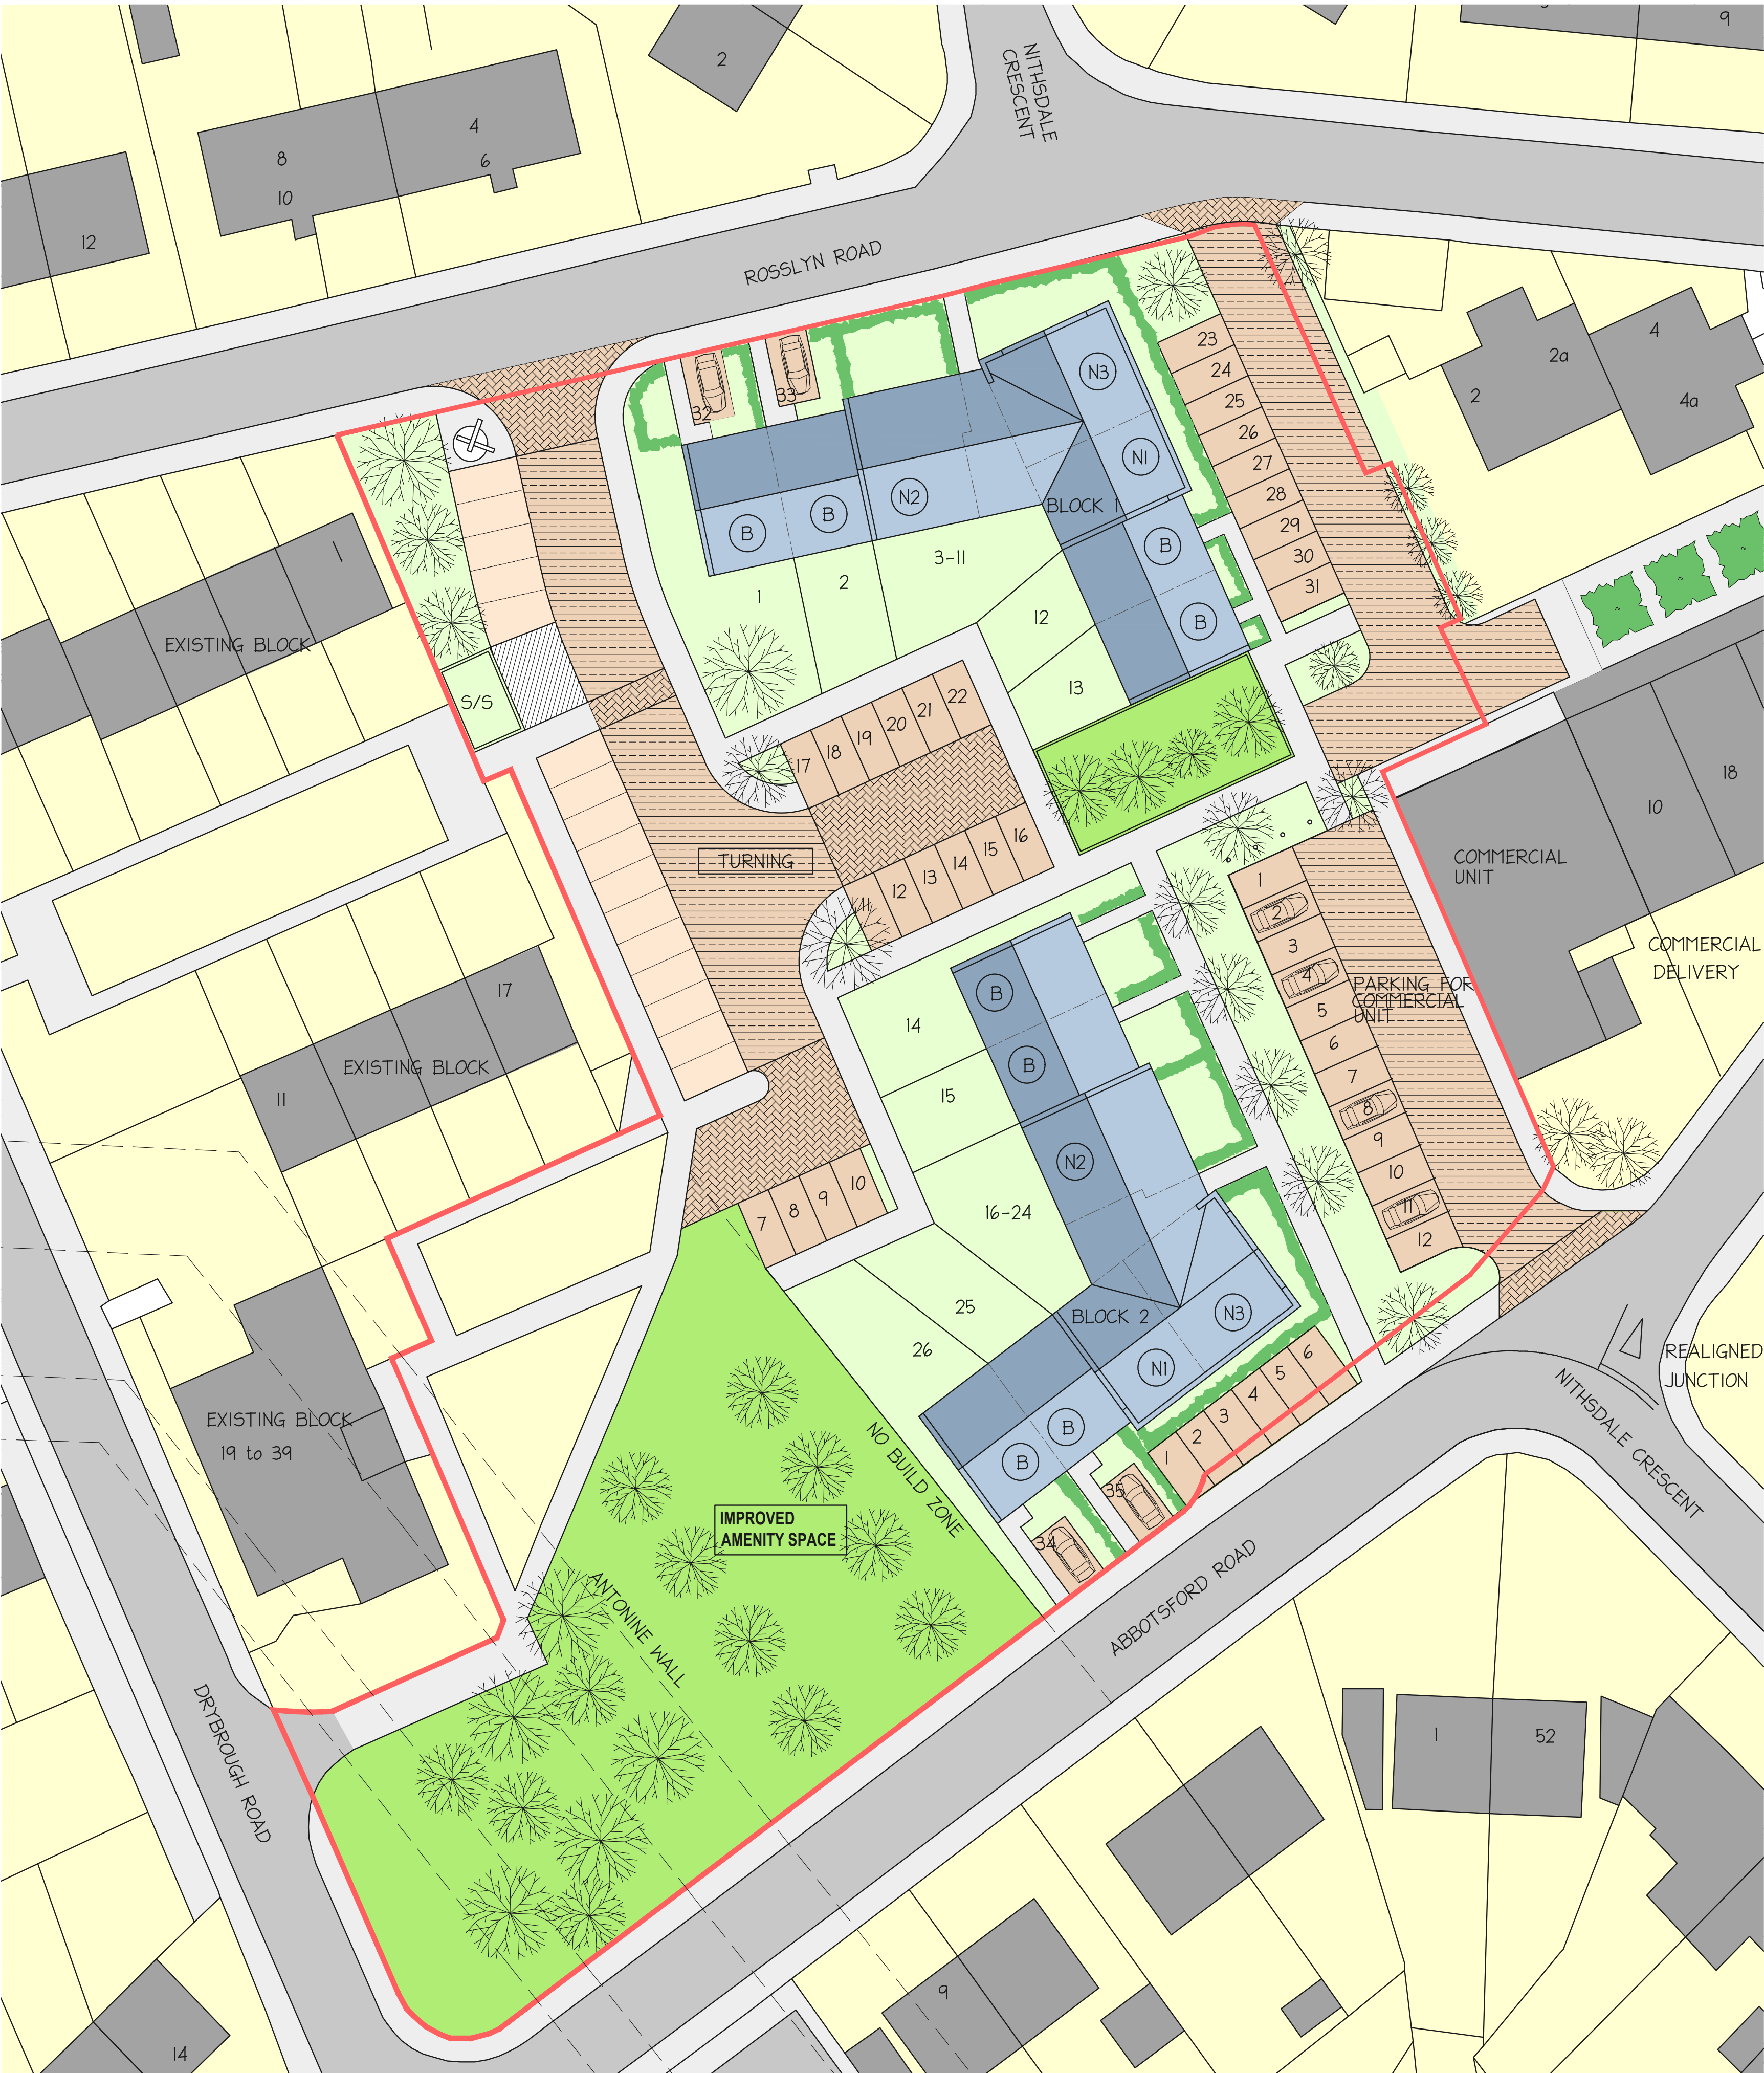 9
2
NITHSDALE
CRESCENT
4
8
6
10
12
ROSSLYN ROAD
4
2a
2
4a
23
24
25
26
27
28
29
30
31
32
33
N3
N1
N2
B
B
BLOCK 1
B
B
1
2
3-11
12
13
1
EXISTING BLOCK
S/S
17
18
19
20
21
22
TURNING
11
12
13
14
15
16
18
10
COMMERCIAL
UNIT
COMMERCIAL
DELIVERY
PARKING FOR
COMMERCIAL
UNIT
1
2
3
4
5
6
7
8
9
10
11
12
17
EXISTING BLOCK
11
B
B
N2
14
15
16-24
25
26
BLOCK 2
N3
N1
B
B
7
8
9
10
1
2
3
4
5
6
35
34
REALIGNED
JUNCTION
NITHSDALE CRESCENT
EXISTING BLOCK
19 to 39
NO BUILD ZONE
IMPROVED
AMENITY SPACE
ANTONINE WALL
ABBOTSFORD ROAD
DRYBROUGH ROAD
1
52
9
14